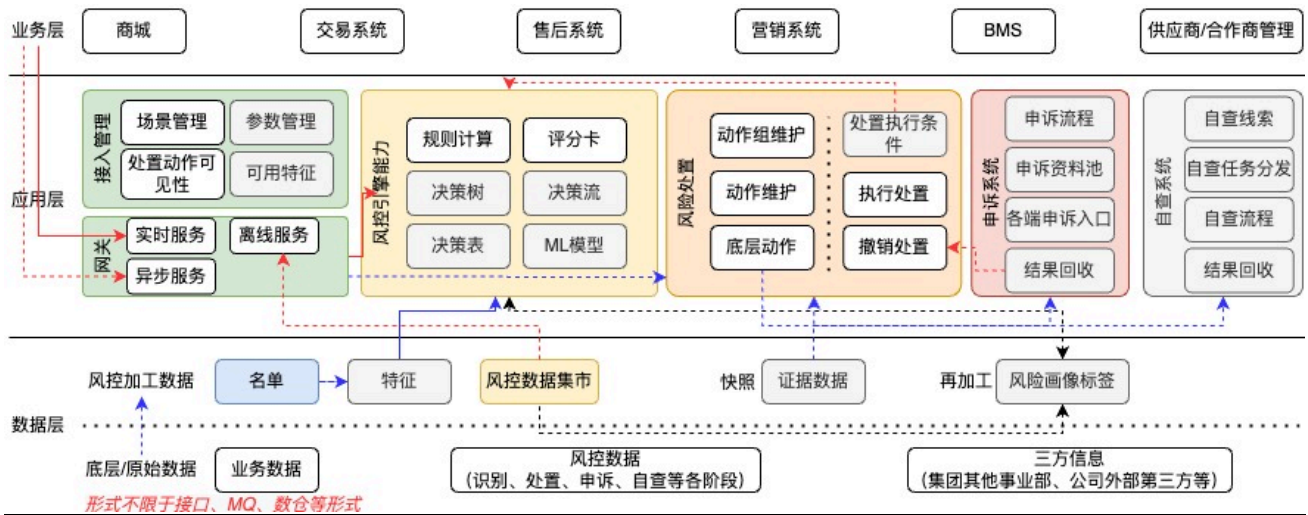 业务层
商城
交易系统
售后系统
营销系统
BMS
供应商/合作商管理
应用层
接入管理
场景管理
参数管理
处置动作可
见性
可用特征
网关
实时服务
离线服务
异步服务
风控引擎能力
规则计算
评分卡
决策树
决策流
决策表
ML模型
风险处置
动作组维护
处置执行条
件
动作维护
执行处置
底层动作
撤销处置
申诉系统
申诉流程
申诉资料池
各端申诉入口
结果回收
自查系统
自查线索
自查任务分发
自查流程
结果回收
数据层
风控加工数据
名单
特征
风控数据集市
快照
证据数据
再加工
风险画像标签
底层/原始数据
业务数据
风控数据
（识别、处置、申诉、自查等各阶段）
三方信息
（集团其他事业部、公司外部第三方等）
形式不限于接口、MQ、数仓等形式